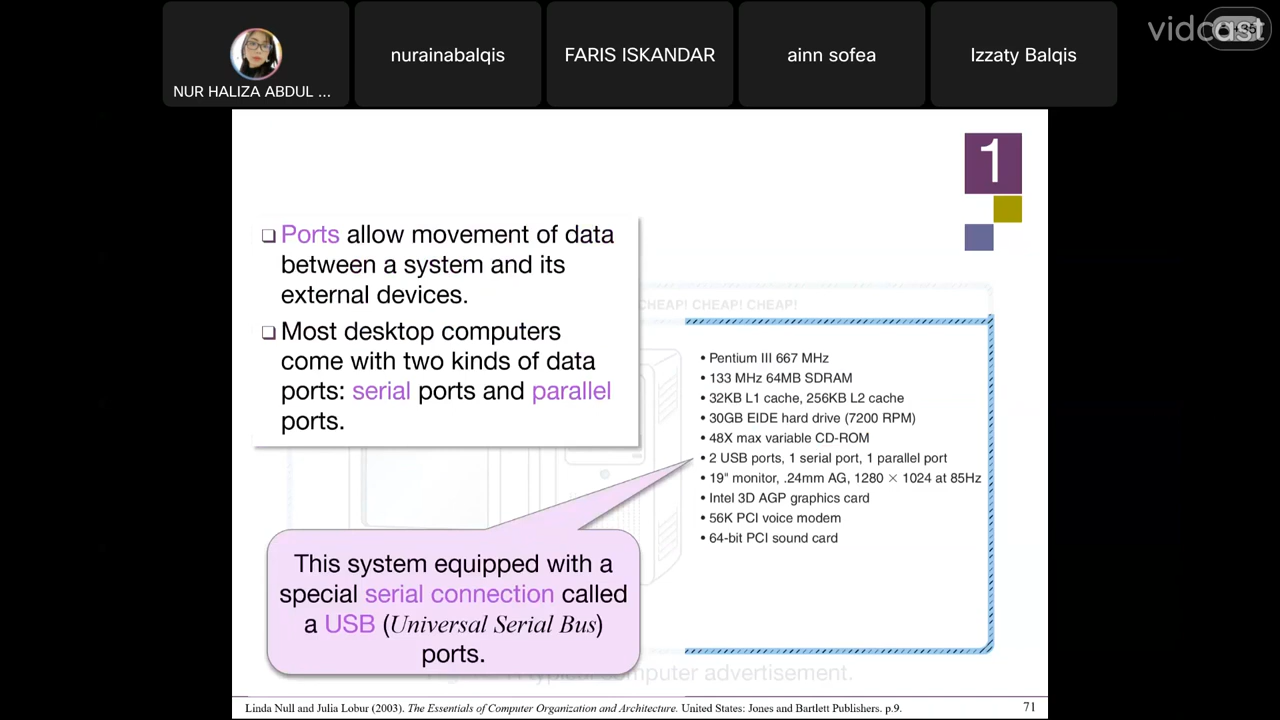 NUR HALIZA ABDUL ...
nurainabalqis
FARIS ISKANDAR
ainn sofea
Izzaty Balqis
vidcast
1
❑ Ports allow movement of data
between a system and its
external devices.
❑ Most desktop computers
come with two kinds of data
ports: serial ports and parallel
ports.
CHEAP! CHEAP! CHEAP!
• Pentium III 667 MHz
• 133 MHz 64MB SDRAM
• 32KB L1 cache, 256KB L2 cache
• 30GB EIDE hard drive (7200 RPM)
• 48X max variable CD-ROM
• 2 USB ports, 1 serial port, 1 parallel port
• 19" monitor, .24mm AG, 1280 × 1024 at 85Hz
• Intel 3D AGP graphics card
• 56K PCI voice modem
• 64-bit PCI sound card
This system equipped with a
special serial connection called
a USB (Universal Serial Bus)
ports.
typical computer advertisement.
Linda Null and Julia Lobur (2003). The Essentials of Computer Organization and Architecture. United States: Jones and Bartlett Publishers. p.9.
71